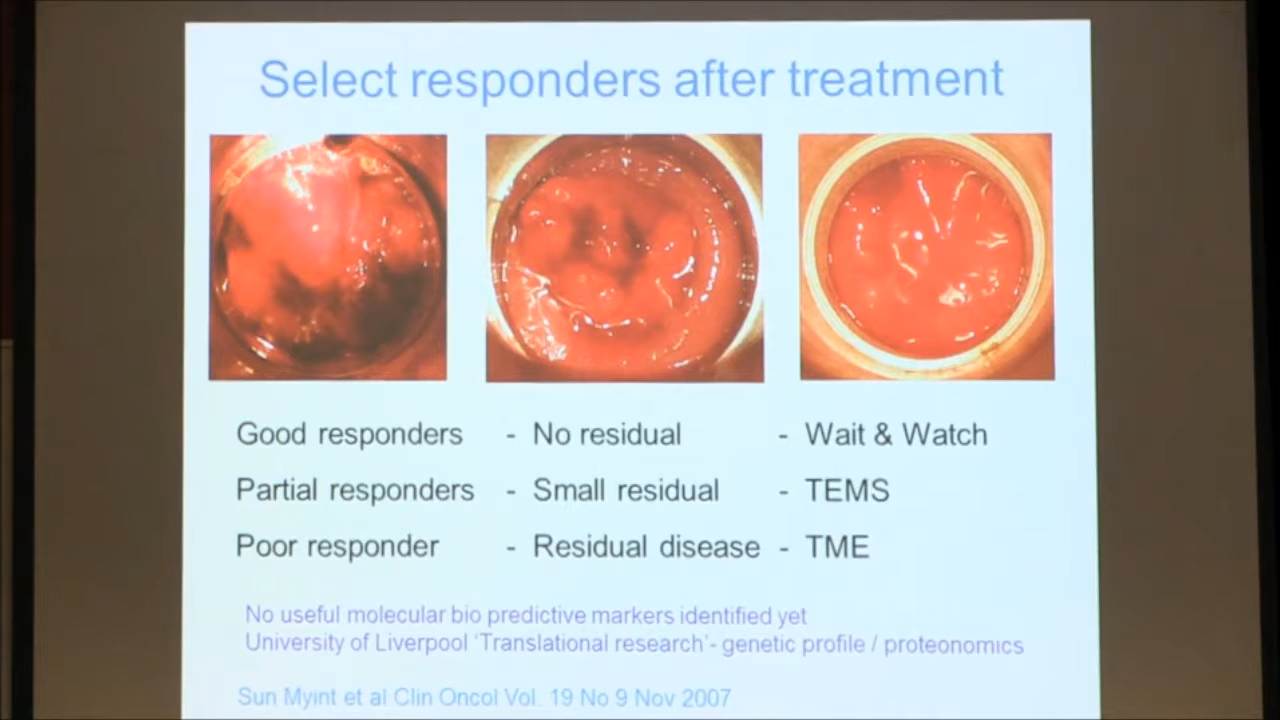 Select responders after treatment
Good responders - No residual - Wait & Watch
Partial responders - Small residual - TEMS
Poor responder - Residual disease - TME
No useful molecular bio predictive markers identified yet
University of Liverpool ‘Translational research’- genetic profile / proteonomics
Sun Myint et al Clin Oncol Vol. 19 No 9 Nov 2007